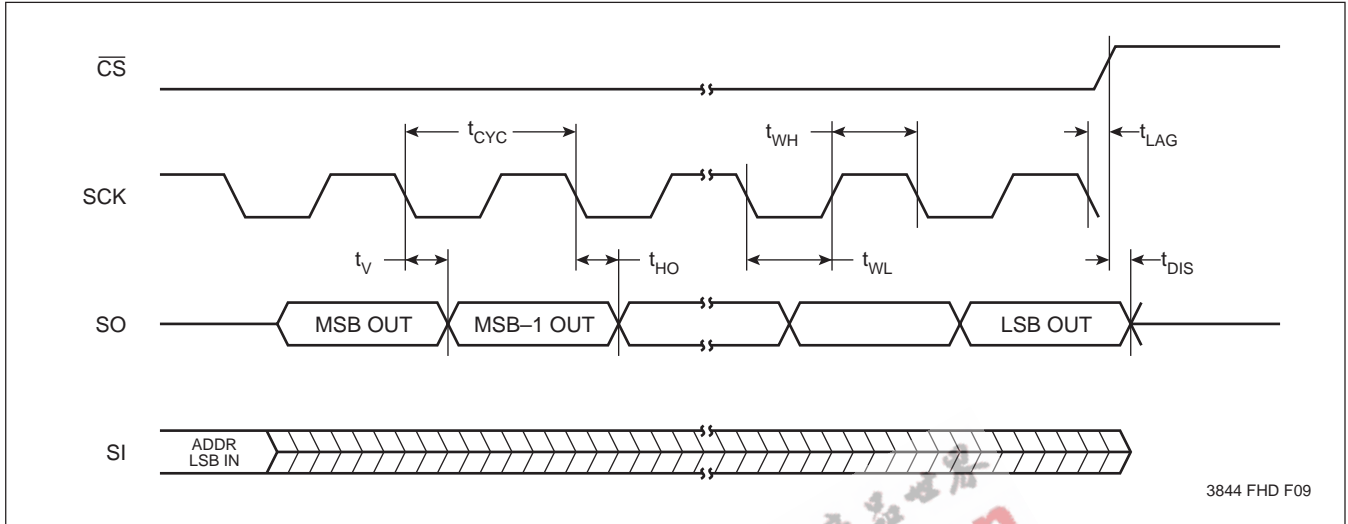 CS
tCYC
tWH
tLAG
SCK
tV
tHO
tWL
tDIS
SO
MSB OUT
MSB–1 OUT
LSB OUT
SI
ADDR
LSB IN
3844 FHD F09